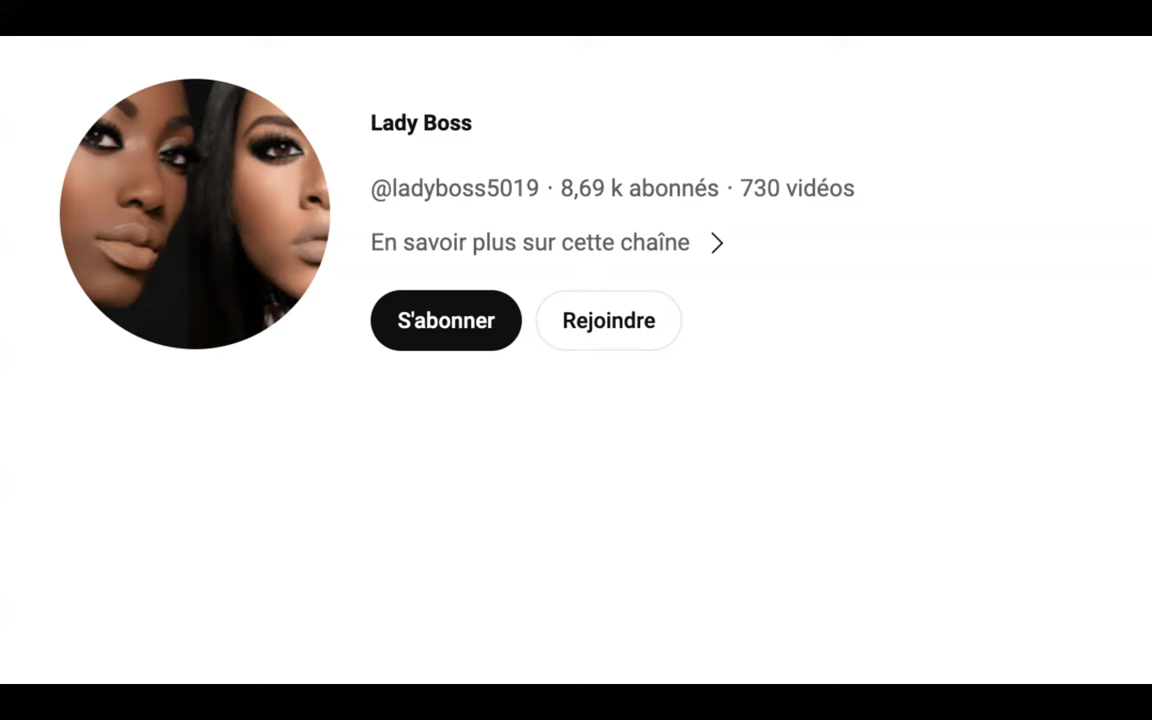 Lady Boss
@ladyboss5019 · 8,69 k abonnés · 730 vidéos
En savoir plus sur cette chaîne
S'abonner Rejoindre